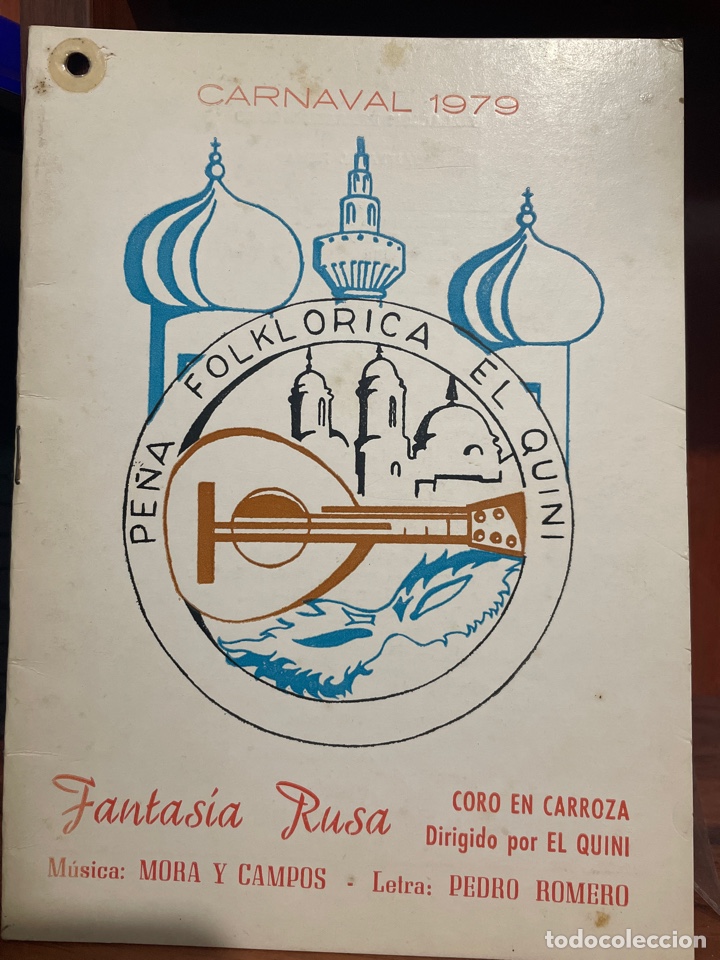 CARNAVAL 1979
PEÑA FOLKLORICA EL QUINI
Fantasía Rusa
CORO EN CARROZA
Dirigido por EL QUINI
Música: MORA Y CAMPOS - Letra: PEDRO ROMERO
todocoleccion